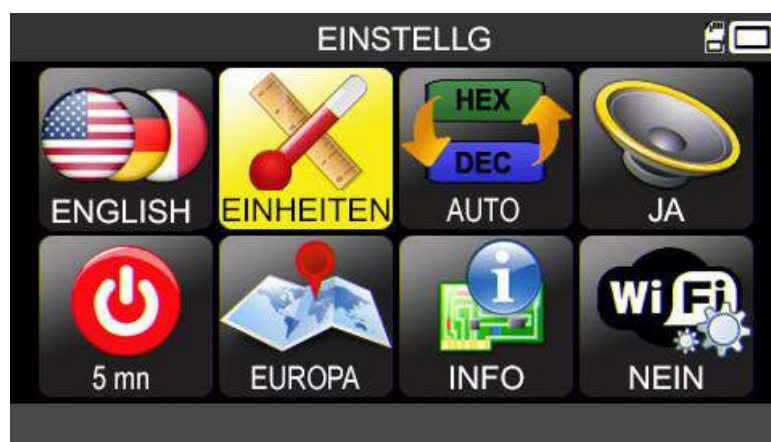 EINSTELLG
HEX
DEC
ENGLISH EINHEITEN AUTO JA
i
Wi Fi
5 mn EUROPA INFO NEIN